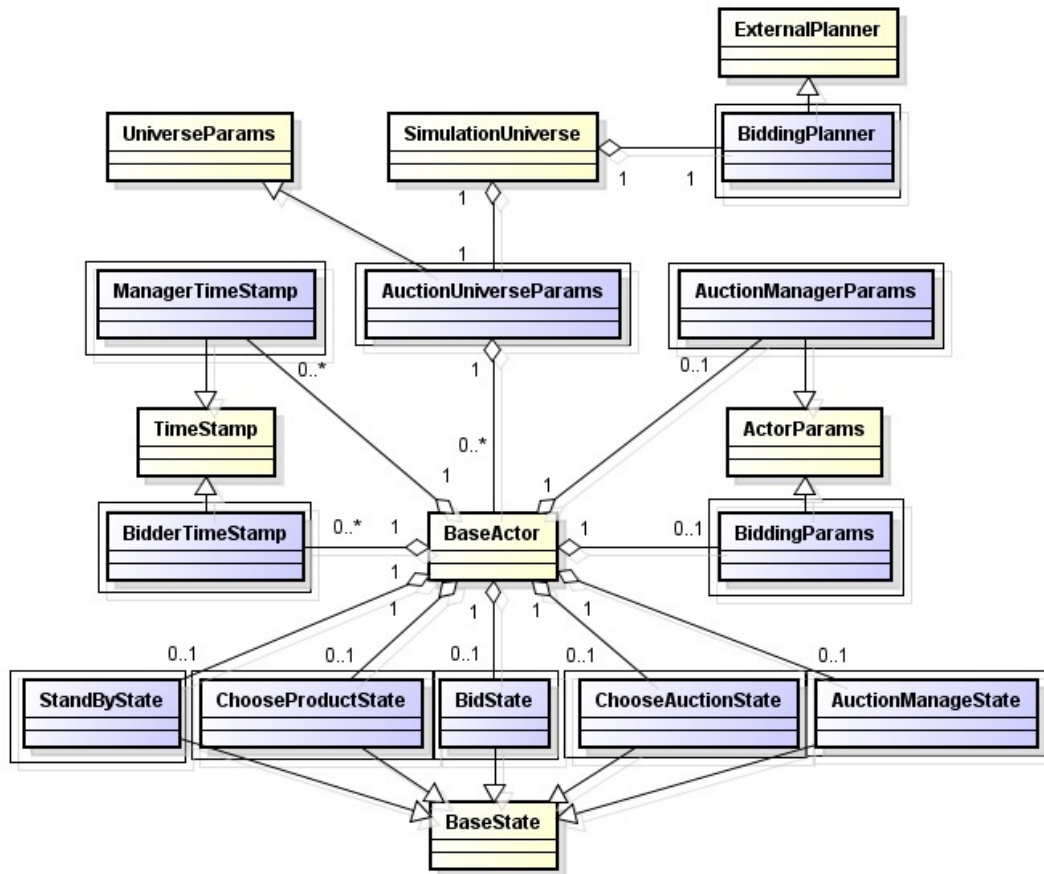 ExternalPlanner
UniverseParams
SimulationUniverse
BiddingPlanner
1
1
1
1
ManagerTimeStamp
AuctionUniverseParams
AuctionManagerParams
0..*
1
0..1
TimeStamp
ActorParams
0..*
1
1
BidderTimeStamp
0..*
1
BaseActor
1
0..1
BiddingParams
1
1
1
1
1
0..1
0..1
0..1
0..1
0..1
StandByState
ChooseProductState
BidState
ChooseAuctionState
AuctionManageState
BaseState